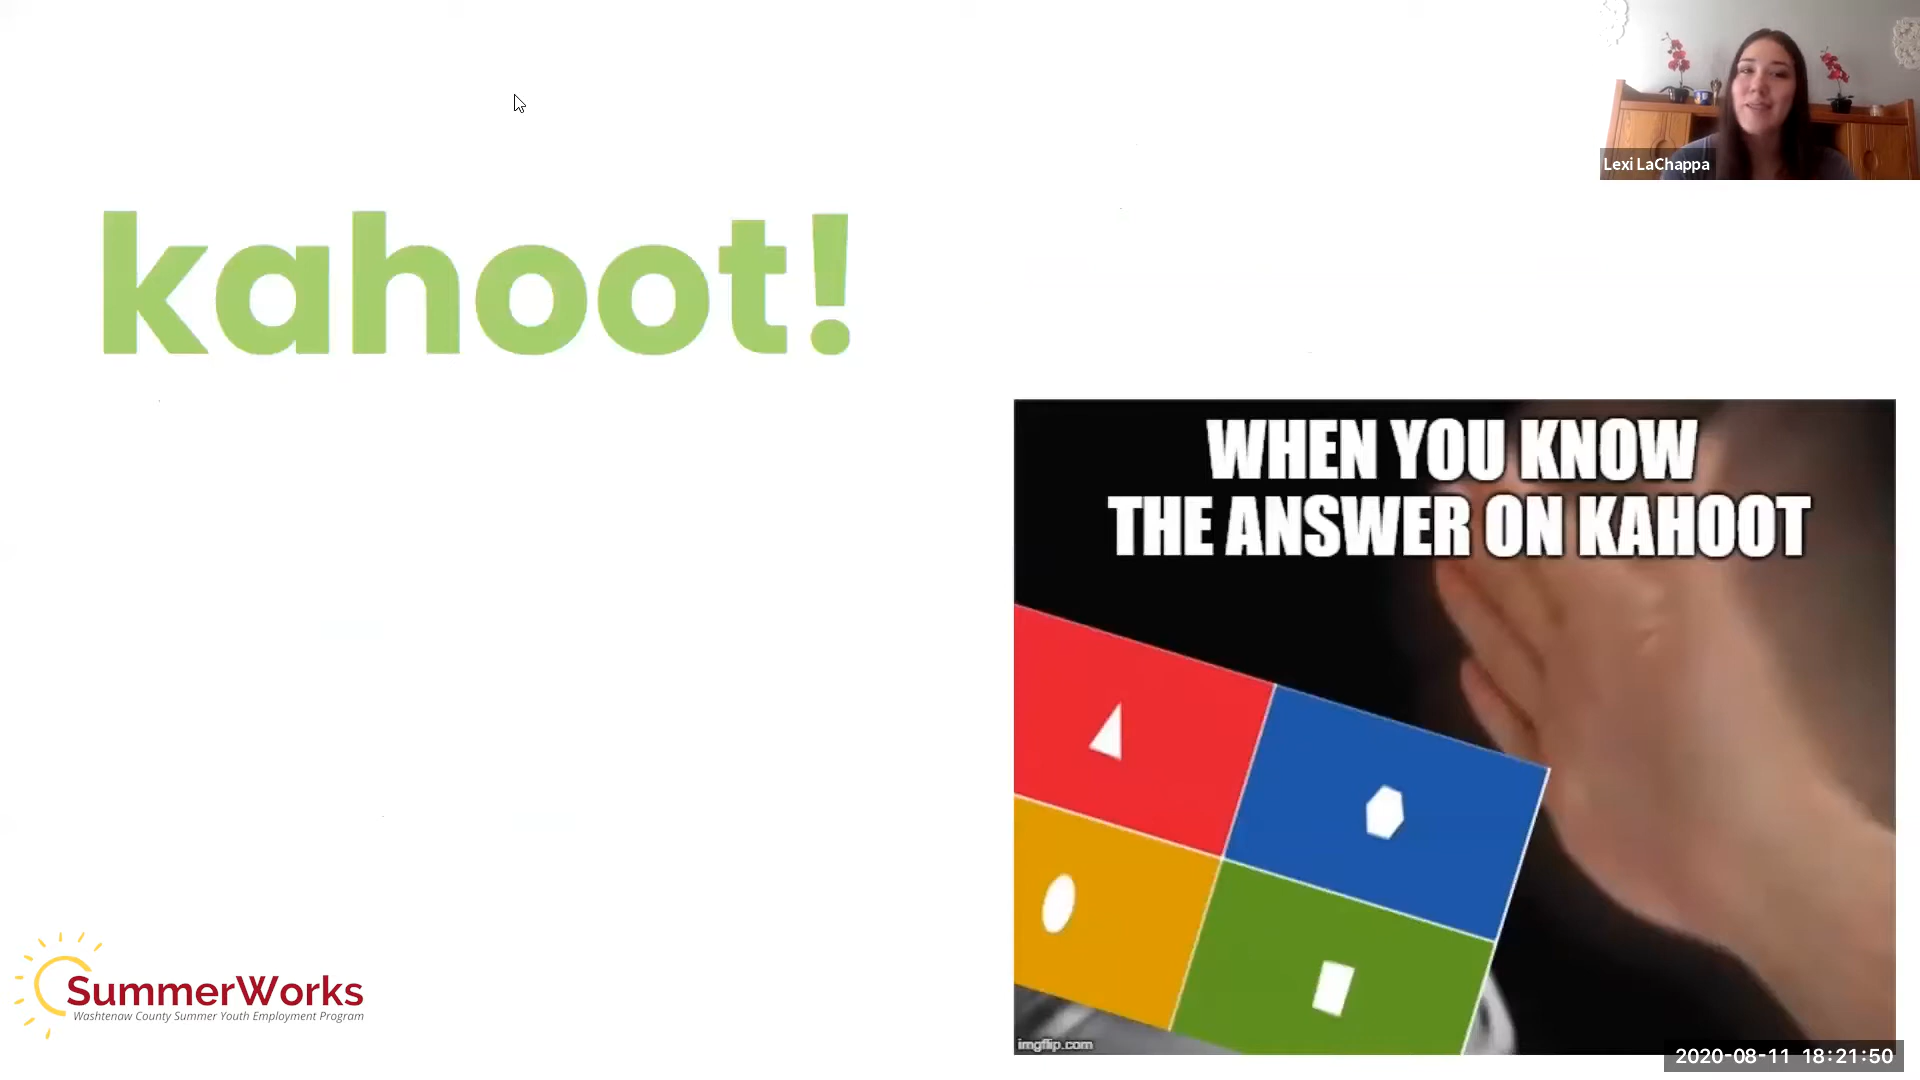 Lexi LaChappa
kahoot!
WHEN YOU KNOW
THE ANSWER ON KAHOOT
SummerWorks
Washtenaw County Summer Youth Employment Program
imgflip.com
2020-08-11 18:21:50